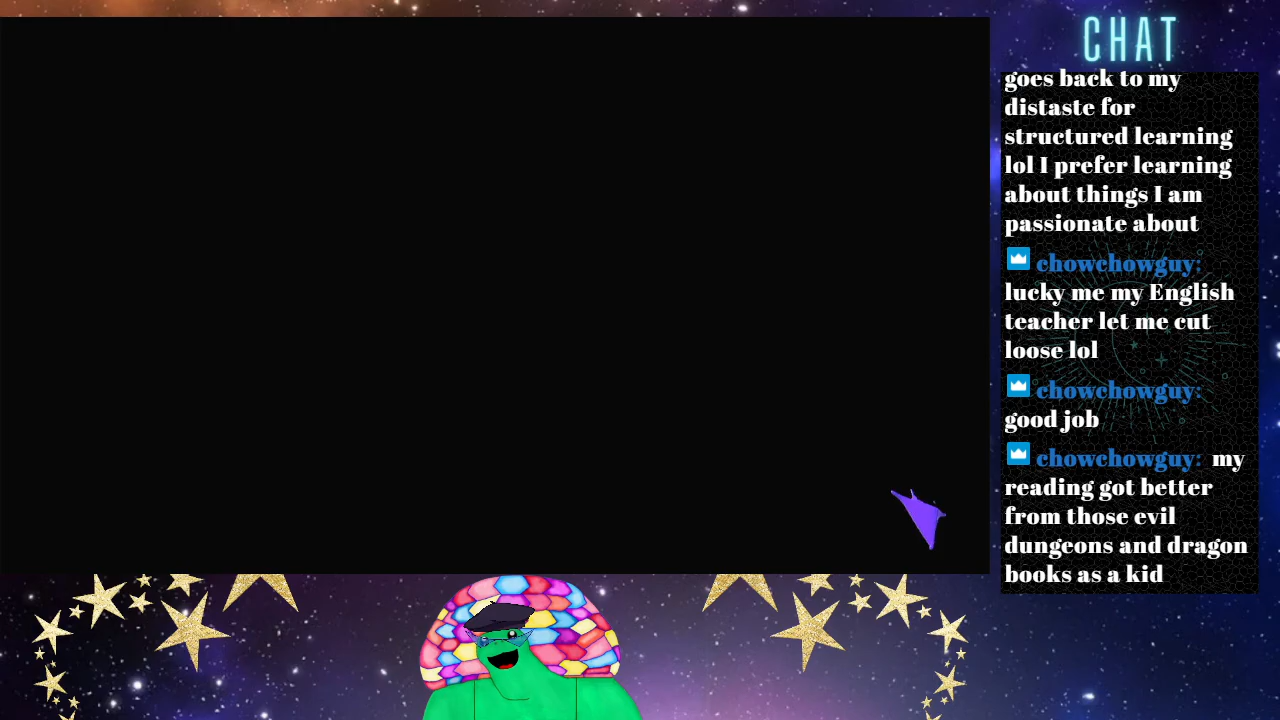 CHAT
goes back to my
distaste for
structured learning
lol I prefer learning
about things I am
passionate about
chowchowguy:
lucky me my English
teacher let me cut
loose lol
chowchowguy:
good job
chowchowguy: my
reading got better
from those evil
dungeons and dragon
books as a kid